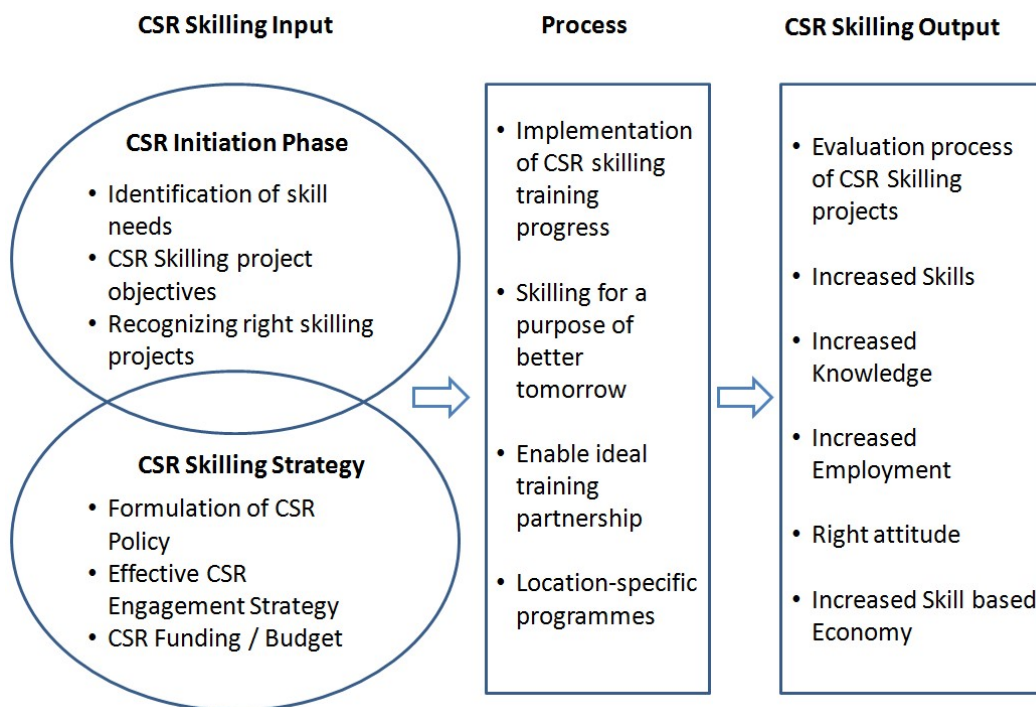 CSR Skilling Input
Process
CSR Skilling Output
CSR Initiation Phase
• Identification of skill
needs
• CSR Skilling project
objectives
• Recognizing right skilling
projects
CSR Skilling Strategy
• Formulation of CSR
Policy
• Effective CSR
Engagement Strategy
• CSR Funding / Budget
• Implementation
of CSR skilling
training
progress
• Skilling for a
purpose of
better
tomorrow
• Enable ideal
training
partnership
• Location-specific
programmes
• Evaluation process
of CSR Skilling
projects
• Increased Skills
• Increased
Knowledge
• Increased
Employment
• Right attitude
• Increased Skill based
Economy